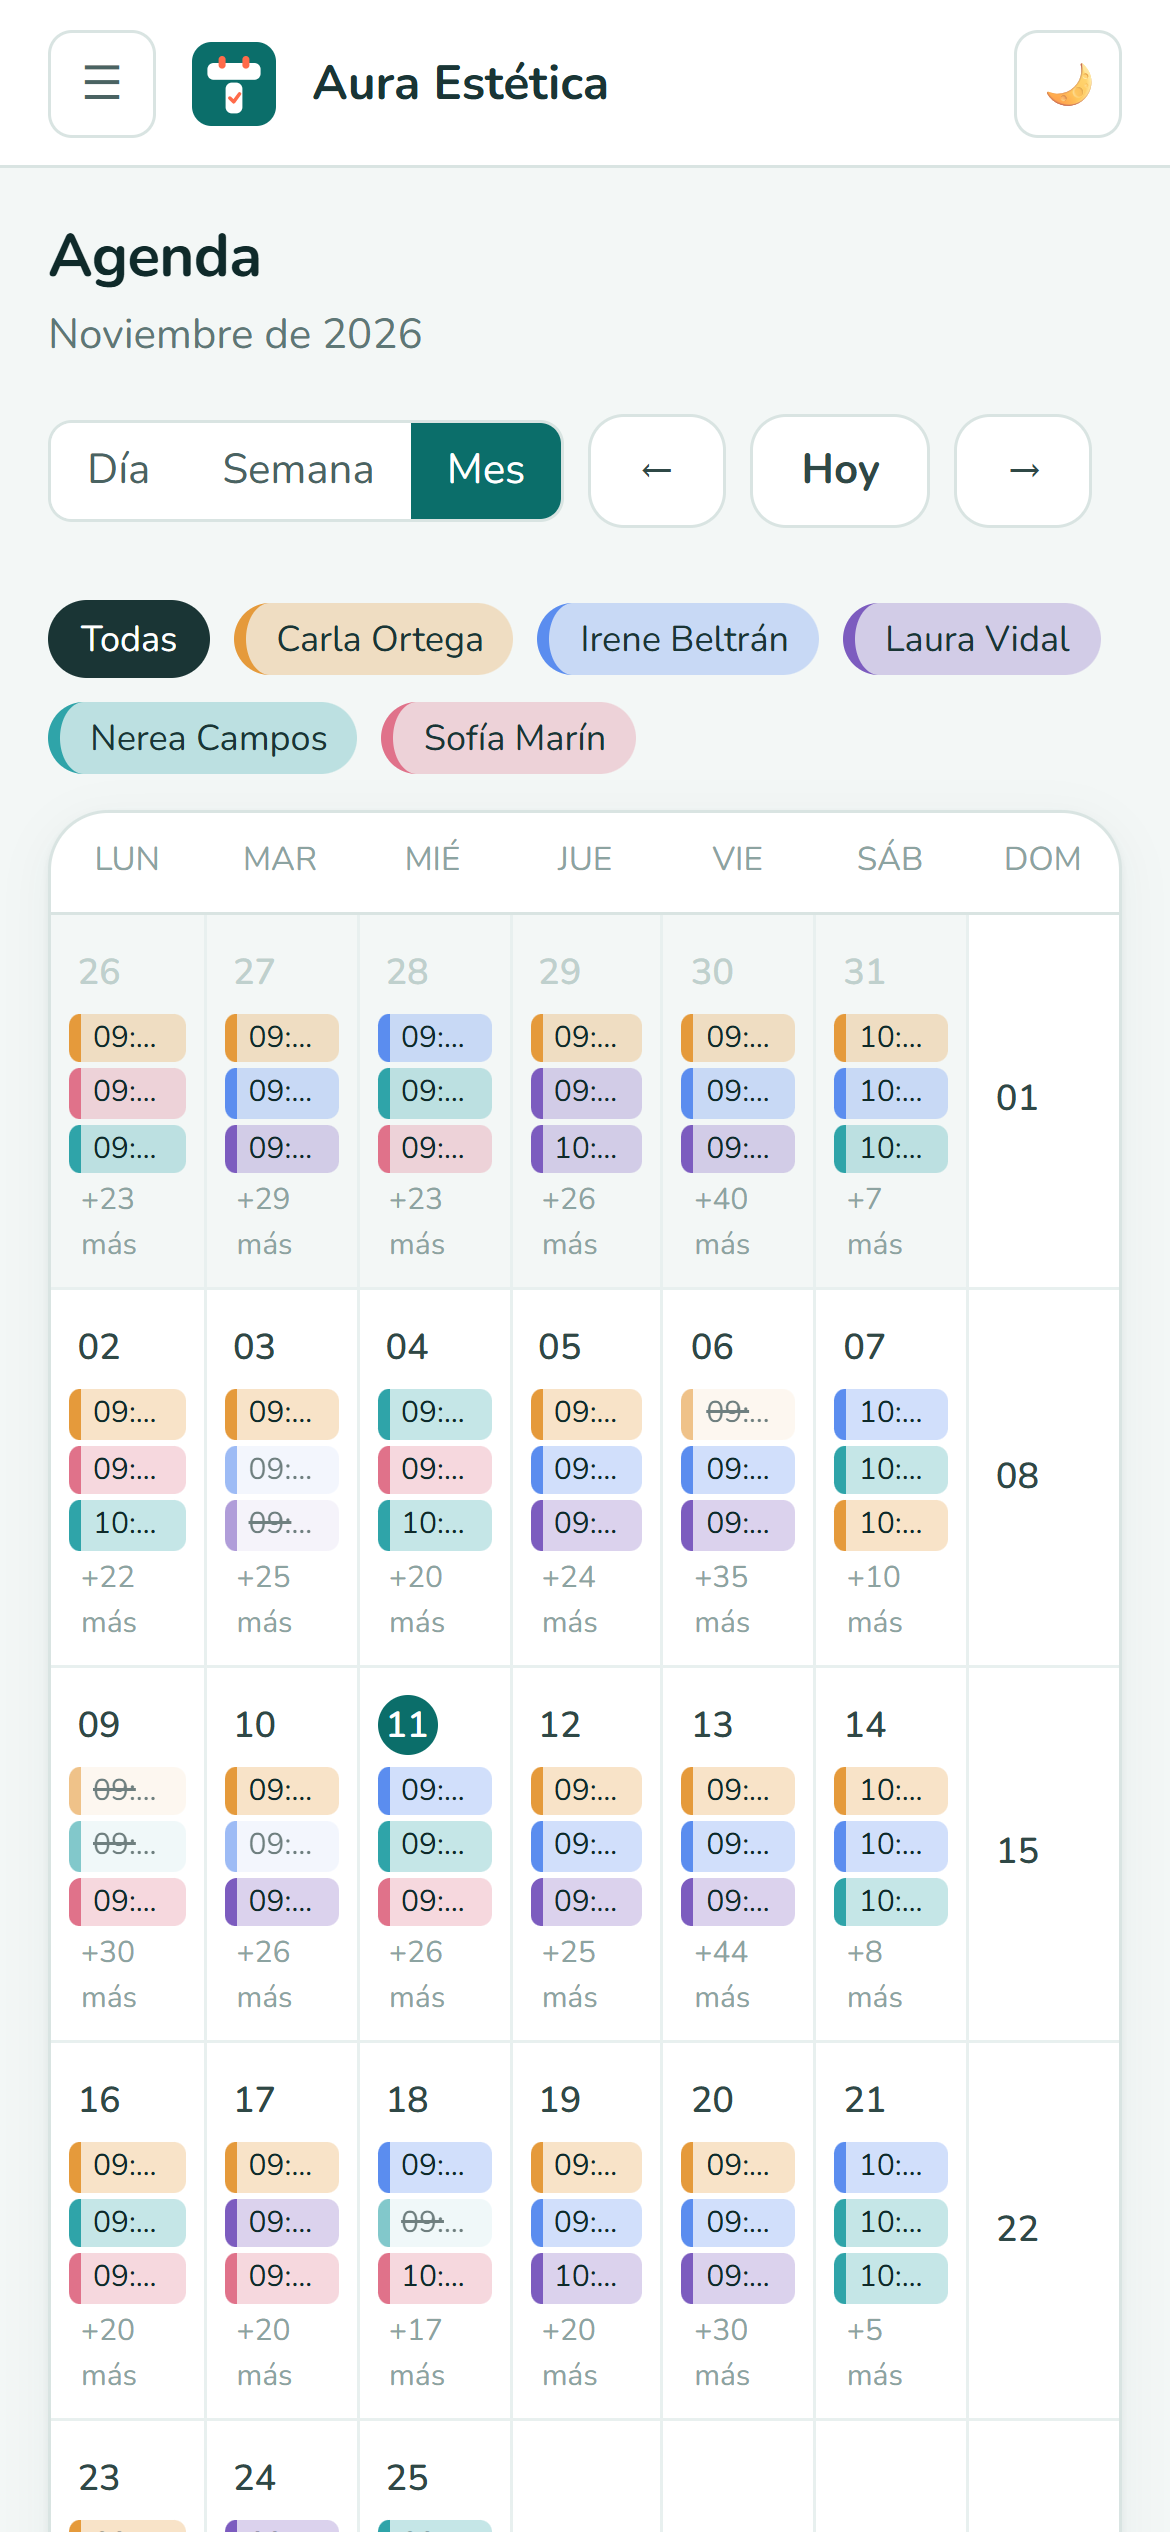 ☰ Aura Estética 🌙
Agenda
Noviembre de 2026
Día Semana Mes ← Hoy →
Todas Carla Ortega Irene Beltrán Laura Vidal
Nerea Campos Sofía Marín
LUN MAR MIÉ JUE VIE SÁB DOM
26 27 28 29 30 31 01
09:... 09:... 09:... 09:... 09:... 10:...
09:... 09:... 09:... 09:... 09:... 10:...
09:... 09:... 09:... 10:... 09:... 10:...
+23 +29 +23 +26 +40 +7
más más más más más más
02 03 04 05 06 07 08
09:... 09:... 09:... 09:... 09:... 10:...
09:... 09:... 09:... 09:... 09:... 10:...
10:... 09:... 10:... 09:... 09:... 10:...
+22 +25 +20 +24 +35 +10
más más más más más más
09 10 11 12 13 14 15
09:... 09:... 09:... 09:... 09:... 10:...
09:... 09:... 09:... 09:... 09:... 10:...
09:... 09:... 09:... 09:... 09:... 10:...
+30 +26 +26 +25 +44 +8
más más más más más más
16 17 18 19 20 21 22
09:... 09:... 09:... 09:... 09:... 10:...
09:... 09:... 09:... 09:... 09:... 10:...
09:... 09:... 10:... 10:... 09:... 10:...
+20 +20 +17 +20 +30 +5
más más más más más más
23 24 25